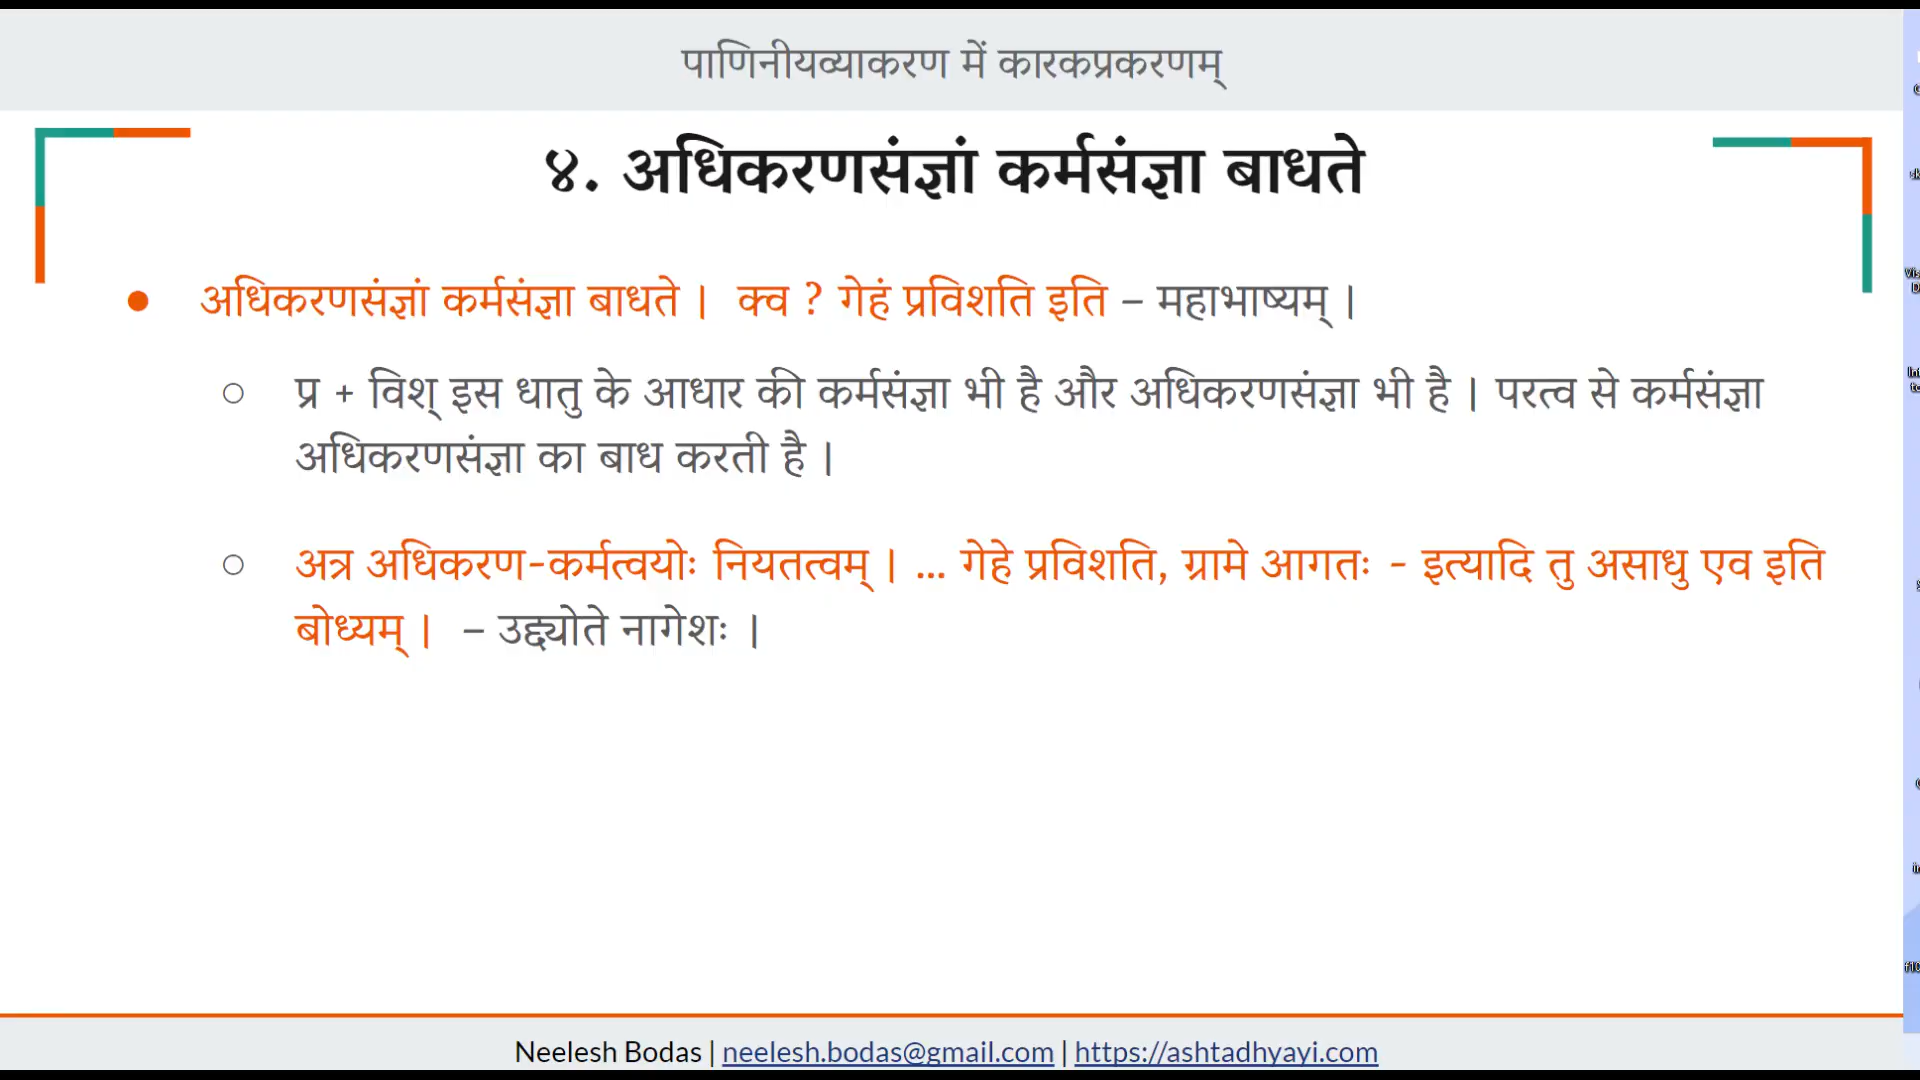 पाणिनीयव्याकरण में कारकप्रकरणम्
४. अधिकरणसंज्ञां कर्मसंज्ञा बाधते
● अधिकरणसंज्ञां कर्मसंज्ञा बाधते । क्व ? गेहं प्रविशति इति – महाभाष्यम् ।
○ प्र + विश् इस धातु के आधार की कर्मसंज्ञा भी है और अधिकरणसंज्ञा भी है । परत्व से कर्मसंज्ञा
अधिकरणसंज्ञा का बाध करती है ।
○ अत्र अधिकरण-कर्मत्वयोः नियतत्वम् । ... गेहे प्रविशति, ग्रामे आगतः - इत्यादि तु असाधु एव इति
बोध्यम् । – उद्द्योते नागेशः ।
Neelesh Bodas | neelesh.bodas@gmail.com | https://ashtadhyayi.com